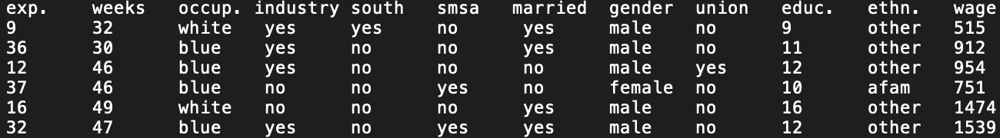 exp. weeks occup. industry south smsa married gender union educ. ethn. wage
9 32 white yes yes no yes male no 9 other 515
36 30 blue yes no no yes male no 11 other 912
12 46 blue yes no no no male yes 12 other 954
37 46 blue no no yes no female no 10 afam 751
16 49 white no no no yes male no 16 other 1474
32 47 blue yes no yes yes male no 12 other 1539